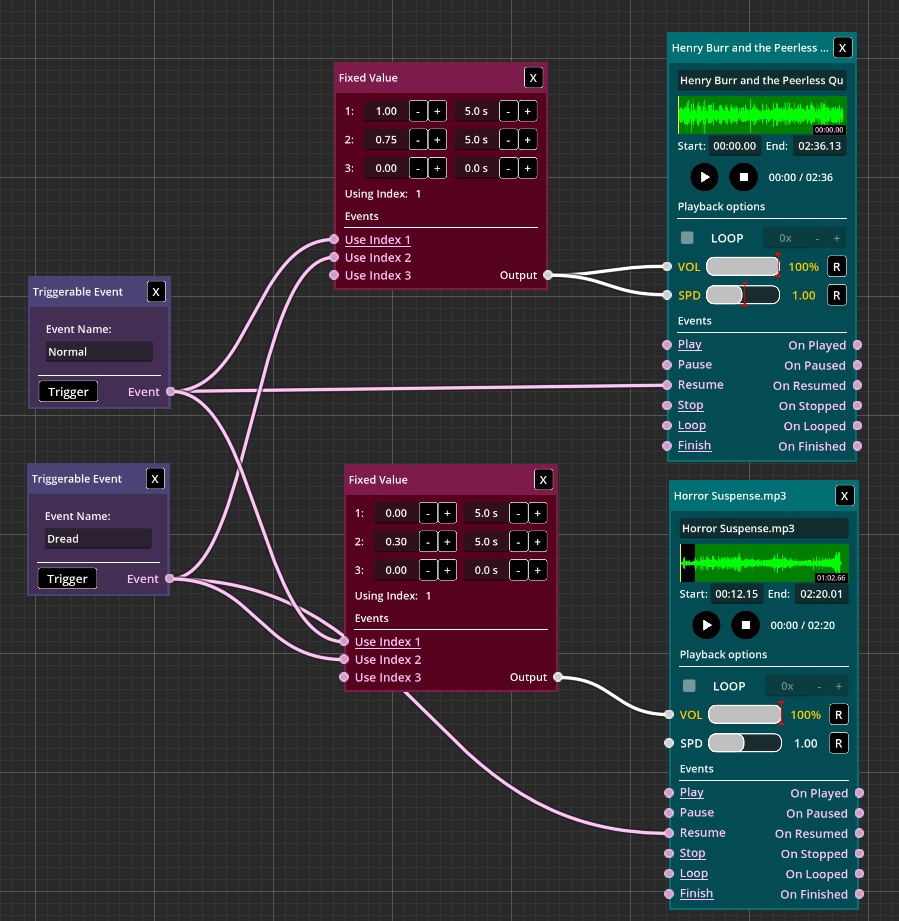 Fixed Value X
1: 1.00 - + 5.0 s - +
2: 0.75 - + 5.0 s - +
3: 0.00 - + 0.0 s - +
Using Index: 1
Events
Use Index 1
Use Index 2
Use Index 3 Output
Henry Burr and the Peerless ... X
Henry Burr and the Peerless Qu
00:00.00
Start: 00:00.00 End: 02:36.13
00:00 / 02:36
Playback options
LOOP 0x - +
VOL 100% R
SPD 1.00 R
Events
Play On Played
Pause On Paused
Resume On Resumed
Stop On Stopped
Loop On Looped
Finish On Finished
Triggerable Event X
Event Name:
Normal
Trigger Event
Triggerable Event X
Event Name:
Dread
Trigger Event
Fixed Value X
1: 0.00 - + 5.0 s - +
2: 0.30 - + 5.0 s - +
3: 0.00 - + 0.0 s - +
Using Index: 1
Events
Use Index 1
Use Index 2
Use Index 3 Output
Horror Suspense.mp3 X
Horror Suspense.mp3
01:02.66
Start: 00:12.15 End: 02:20.01
00:00 / 02:20
Playback options
LOOP 0x - +
VOL 100% R
SPD 1.00 R
Events
Play On Played
Pause On Paused
Resume On Resumed
Stop On Stopped
Loop On Looped
Finish On Finished